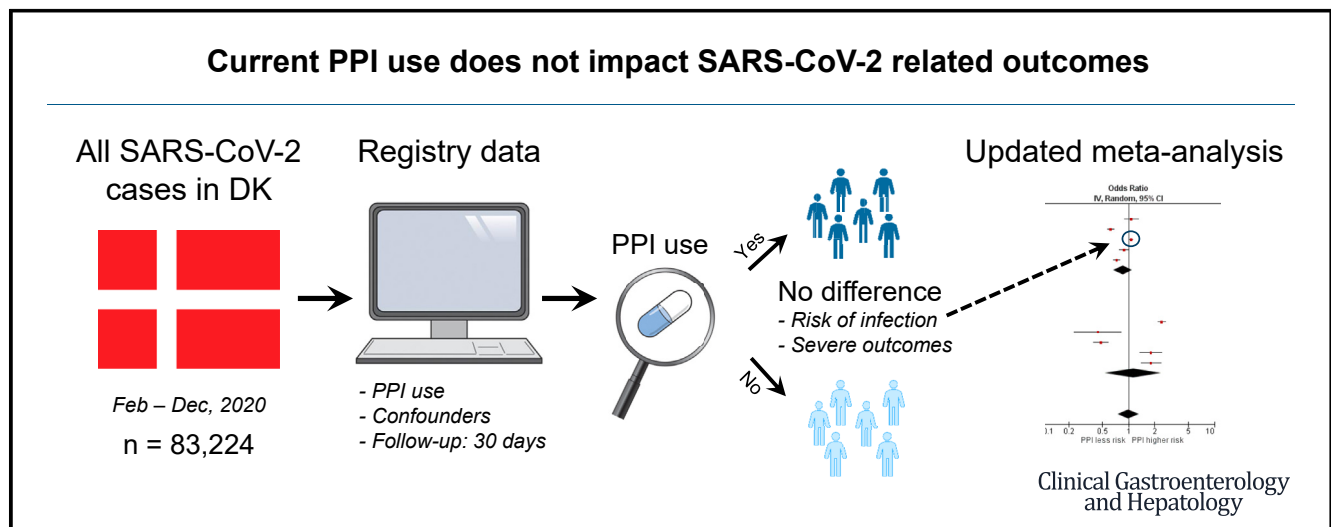 Current PPI use does not impact SARS-CoV-2 related outcomes
All SARS-CoV-2
cases in DK
Feb – Dec, 2020
n = 83,224
Registry data
- PPI use
- Confounders
- Follow-up: 30 days
PPI use
Yes
No
No difference
- Risk of infection
- Severe outcomes
Updated meta-analysis
Odds Ratio
IV, Random, 95% CI
0.1 0.2 0.5 1 2 5 10
PPI less risk PPI higher risk
Clinical Gastroenterology
and Hepatology